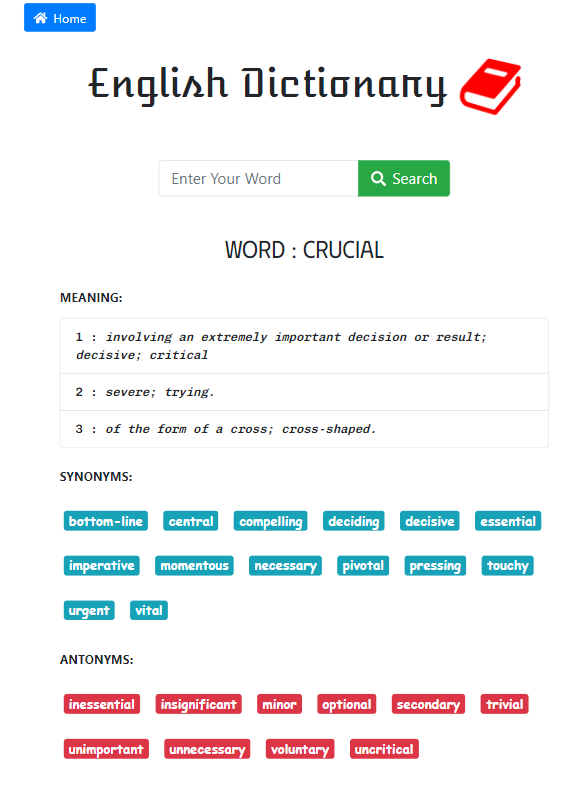 Home
English Dictionary
Enter Your Word Search
WORD : CRUCIAL
MEANING:
1 : involving an extremely important decision or result;
decisive; critical
2 : severe; trying.
3 : of the form of a cross; cross-shaped.
SYNONYMS:
bottom-line central compelling deciding decisive essential
imperative momentous necessary pivotal pressing touchy
urgent vital
ANTONYMS:
inessential insignificant minor optional secondary trivial
unimportant unnecessary voluntary uncritical